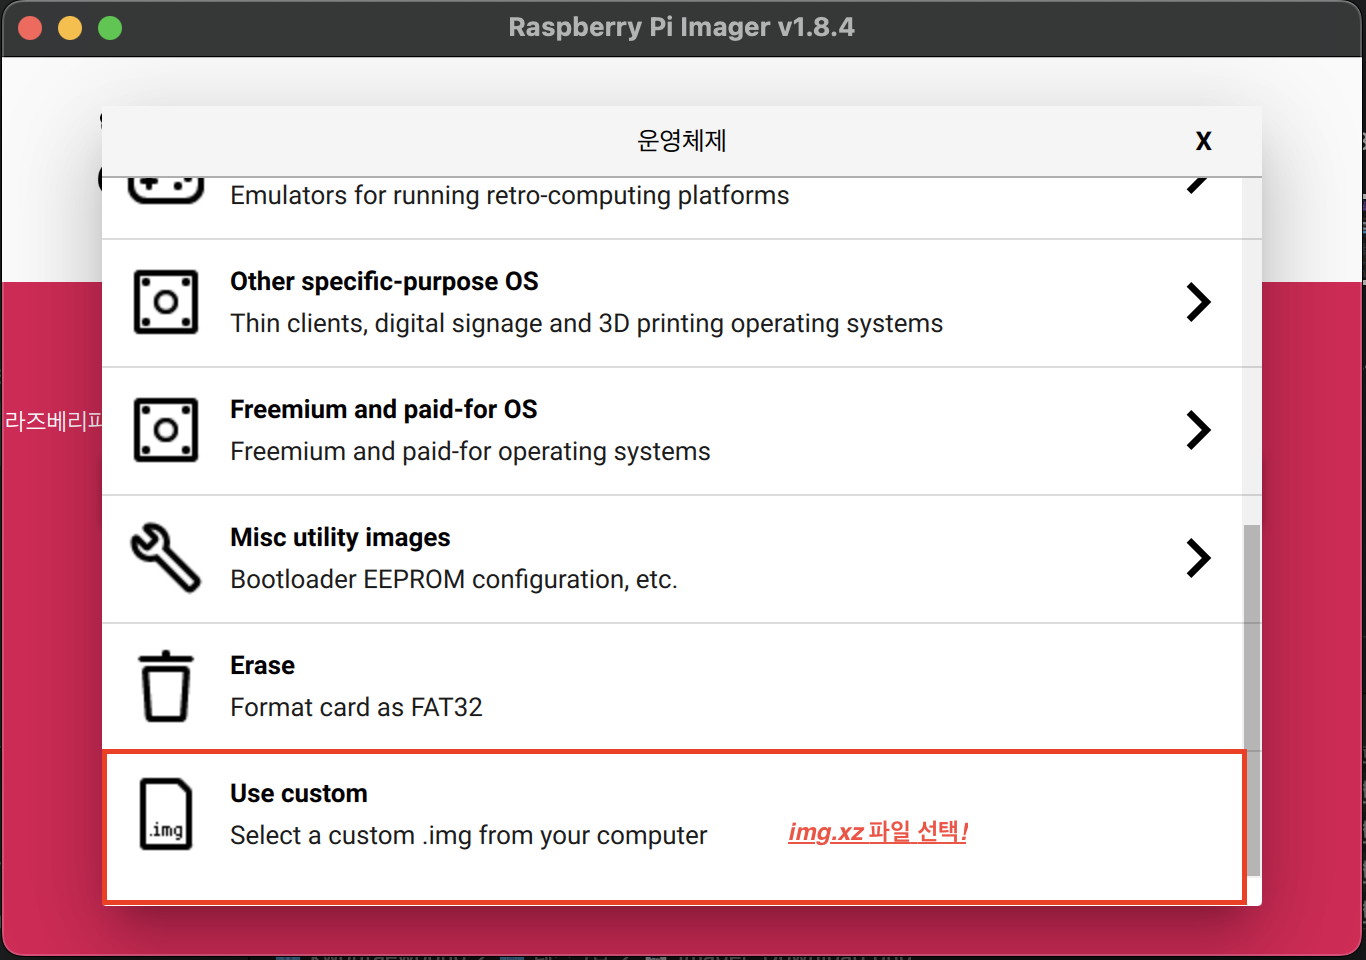 Raspberry Pi Imager v1.8.4
운영체제
X
Emulators for running retro-computing platforms
Other specific-purpose OS
Thin clients, digital signage and 3D printing operating systems
라즈베리파
Freemium and paid-for OS
Freemium and paid-for operating systems
Misc utility images
Bootloader EEPROM configuration, etc.
Erase
Format card as FAT32
.img
Use custom
Select a custom .img from your computer
img.xz 파일 선택!